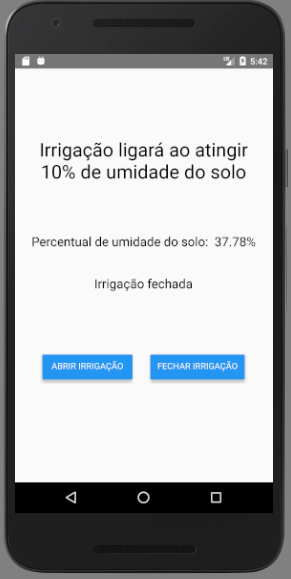 5:42
Irrigação ligará ao atingir
10% de umidade do solo
Percentual de umidade do solo: 37.78%
Irrigação fechada
ABRIR IRRIGAÇÃO
FECHAR IRRIGAÇÃO